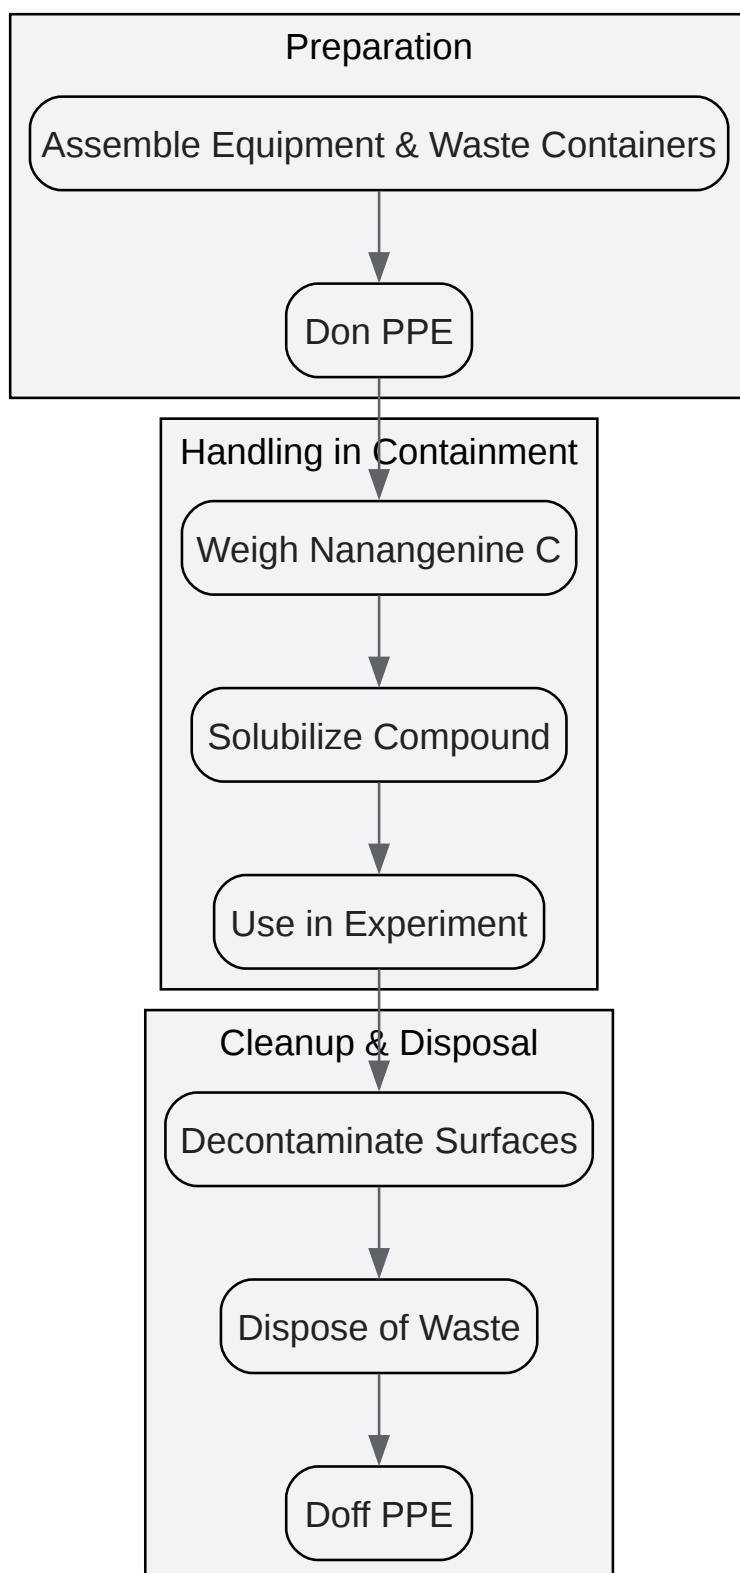 Preparation
Assemble Equipment & Waste Containers
Don PPE
Handling in Containment
Weigh Nanangenine C
Solubilize Compound
Use in Experiment
Cleanup & Disposal
Decontaminate Surfaces
Dispose of Waste
Doff PPE